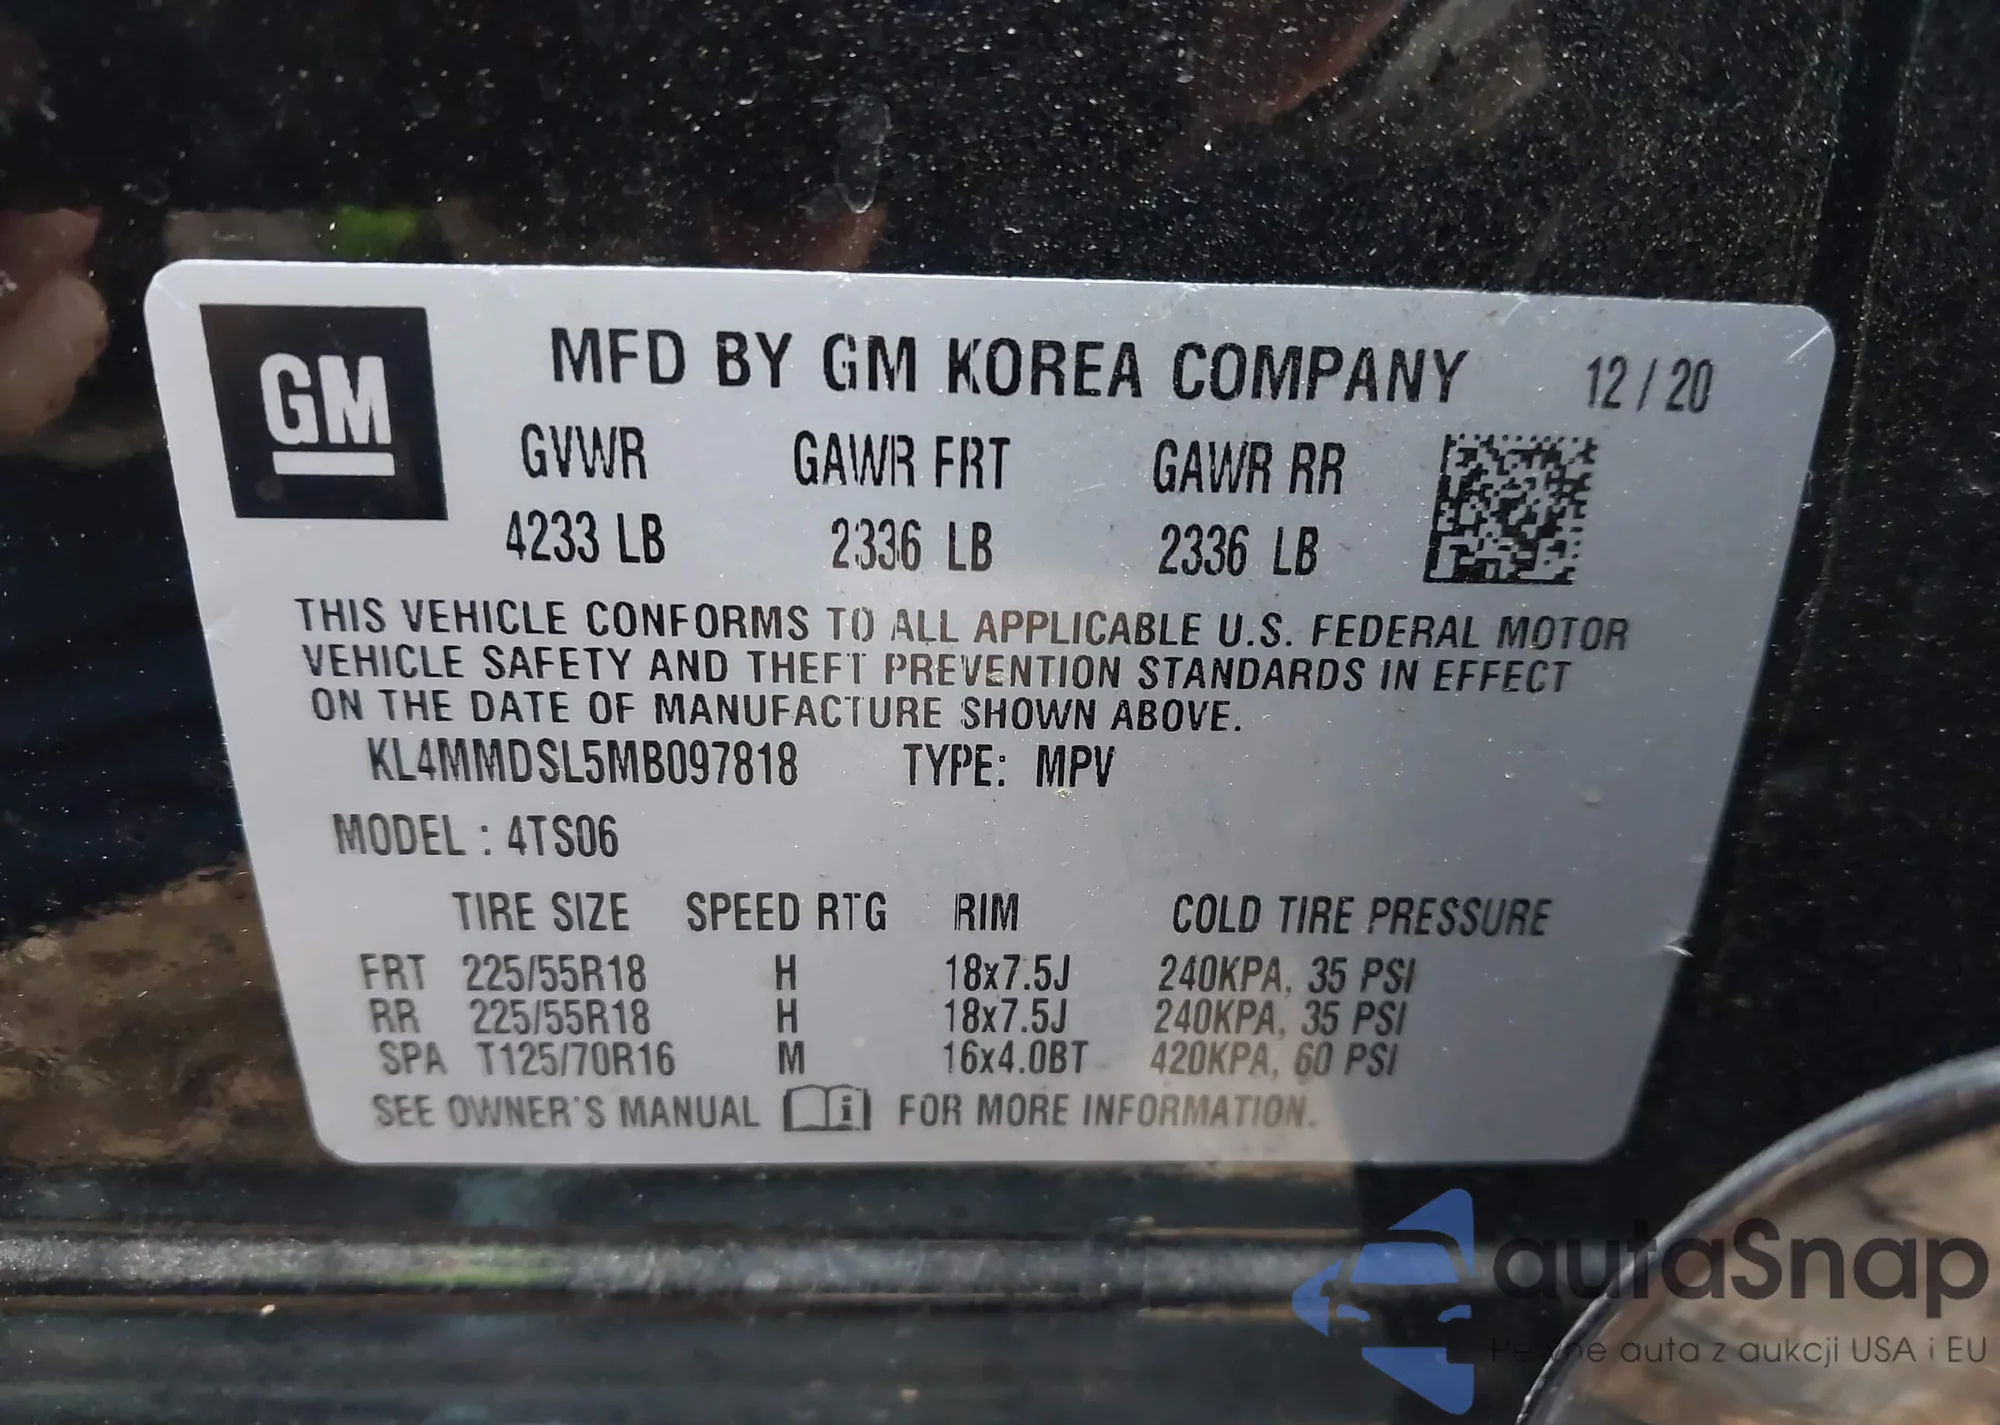 GM
MFD BY GM KOREA COMPANY 12 / 20
GVWR GAWR FRT GAWR RR
4233 LB 2336 LB 2336 LB
THIS VEHICLE CONFORMS TO ALL APPLICABLE U.S. FEDERAL MOTOR
VEHICLE SAFETY AND THEFT PREVENTION STANDARDS IN EFFECT
ON THE DATE OF MANUFACTURE SHOWN ABOVE.
KL4MMDSL5MB097818 TYPE: MPV
MODEL : 4TS06
TIRE SIZE SPEED RTG RIM COLD TIRE PRESSURE
FRT 225/55R18 H 18x7.5J 240KPA, 35 PSI
RR 225/55R18 H 18x7.5J 240KPA, 35 PSI
SPA T125/70R16 M 16x4.0BT 420KPA, 60 PSI
SEE OWNER'S MANUAL FOR MORE INFORMATION.
autaSnap
Pewne auta z aukcji USA i EU